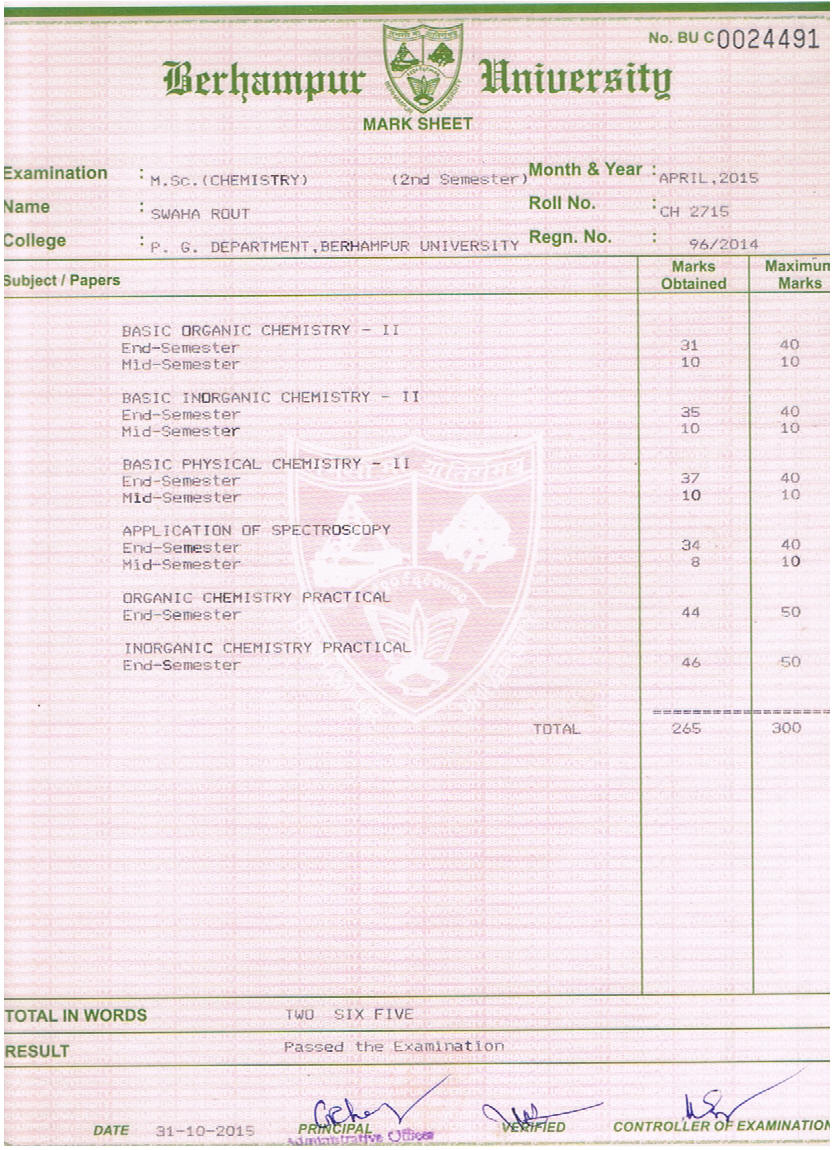 No. BU C 0024491
Berhampur University
MARK SHEET
Examination : M.Sc.(CHEMISTRY) (2nd Semester) Month & Year : APRIL,2015
Name : SWAHA ROUT Roll No. : CH 2715
College : P. G. DEPARTMENT,BERHAMPUR UNIVERSITY Regn. No. : 96/2014
Subject / Papers Marks Obtained Maximum Marks
BASIC ORGANIC CHEMISTRY - II
End-Semester 31 40
Mid-Semester 10 10
BASIC INORGANIC CHEMISTRY - II
End-Semester 35 40
Mid-Semester 10 10
BASIC PHYSICAL CHEMISTRY - II
End-Semester 37 40
Mid-Semester 10 10
APPLICATION OF SPECTROSCOPY
End-Semester 34 40
Mid-Semester 8 10
ORGANIC CHEMISTRY PRACTICAL
End-Semester 44 50
INORGANIC CHEMISTRY PRACTICAL
End-Semester 46 50
TOTAL 265 300
TOTAL IN WORDS TWO SIX FIVE
RESULT Passed the Examination
DATE 31-10-2015 PRINCIPAL VERIFIED CONTROLLER OF EXAMINATION
Administrative Officer